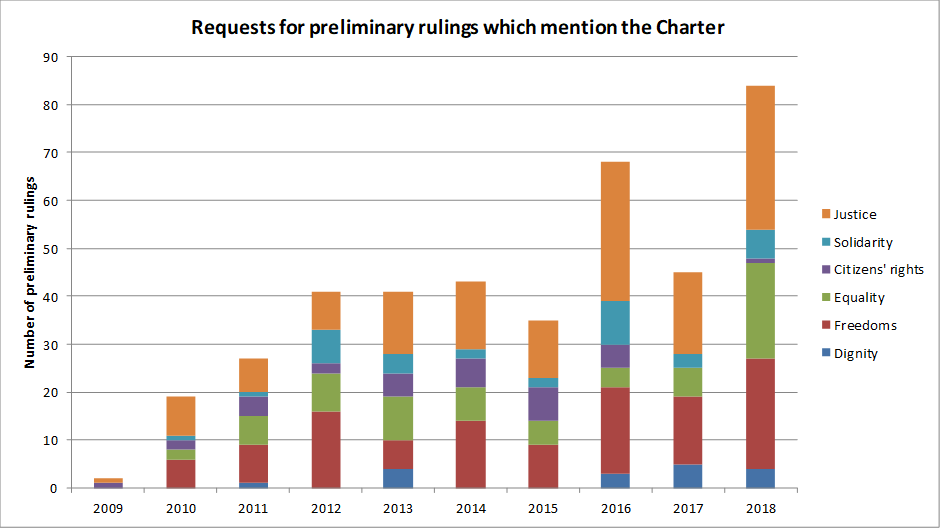 Requests for preliminary rulings which mention the Charter
Number of preliminary rulings
90
80
70
60
50
40
30
20
10
0
2009 2010 2011 2012 2013 2014 2015 2016 2017 2018
Justice
Solidarity
Citizens' rights
Equality
Freedoms
Dignity